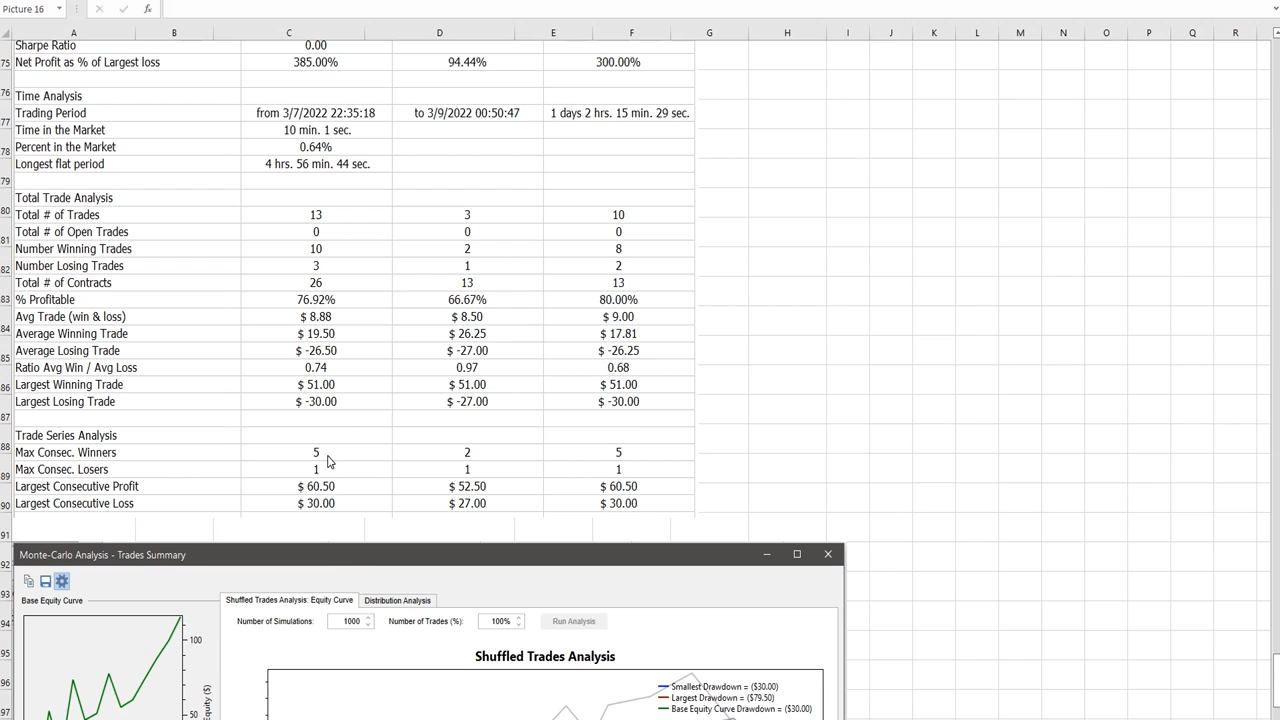 Picture 16
fx
A B C D E F G H I J K L M N O P Q R
Sharpe Ratio 0.00
75 Net Profit as % of Largest loss 385.00% 94.44% 300.00%
76 Time Analysis
77 Trading Period from 3/7/2022 22:35:18 to 3/9/2022 00:50:47 1 days 2 hrs. 15 min. 29 sec.
Time in the Market 10 min. 1 sec.
78 Percent in the Market 0.64%
Longest flat period 4 hrs. 56 min. 44 sec.
79
Total Trade Analysis
80 Total # of Trades 13 3 10
81 Total # of Open Trades 0 0 0
Number Winning Trades 10 2 8
82 Number Losing Trades 3 1 2
Total # of Contracts 26 13 13
83 % Profitable 76.92% 66.67% 80.00%
Avg Trade (win & loss) $ 8.88 $ 8.50 $ 9.00
84 Average Winning Trade $ 19.50 $ 26.25 $ 17.81
85 Average Losing Trade $ -26.50 $ -27.00 $ -26.25
Ratio Avg Win / Avg Loss 0.74 0.97 0.68
86 Largest Winning Trade $ 51.00 $ 51.00 $ 51.00
Largest Losing Trade $ -30.00 $ -27.00 $ -30.00
87
Trade Series Analysis
88 Max Consec. Winners 5 2 5
89 Max Consec. Losers 1 1 1
Largest Consecutive Profit $ 60.50 $ 52.50 $ 60.50
90 Largest Consecutive Loss $ 30.00 $ 27.00 $ 30.00
91
92 Monte-Carlo Analysis - Trades Summary
93
Base Equity Curve Shuffled Trades Analysis: Equity Curve Distribution Analysis
94 Number of Simulations: 1000 Number of Trades (%): 100% Run Analysis
95 100
Shuffled Trades Analysis
96 Smallest Drawdown = ($30.00)
97 Largest Drawdown = ($79.50)
50 Equity ($) Base Equity Curve Drawdown = ($30.00)